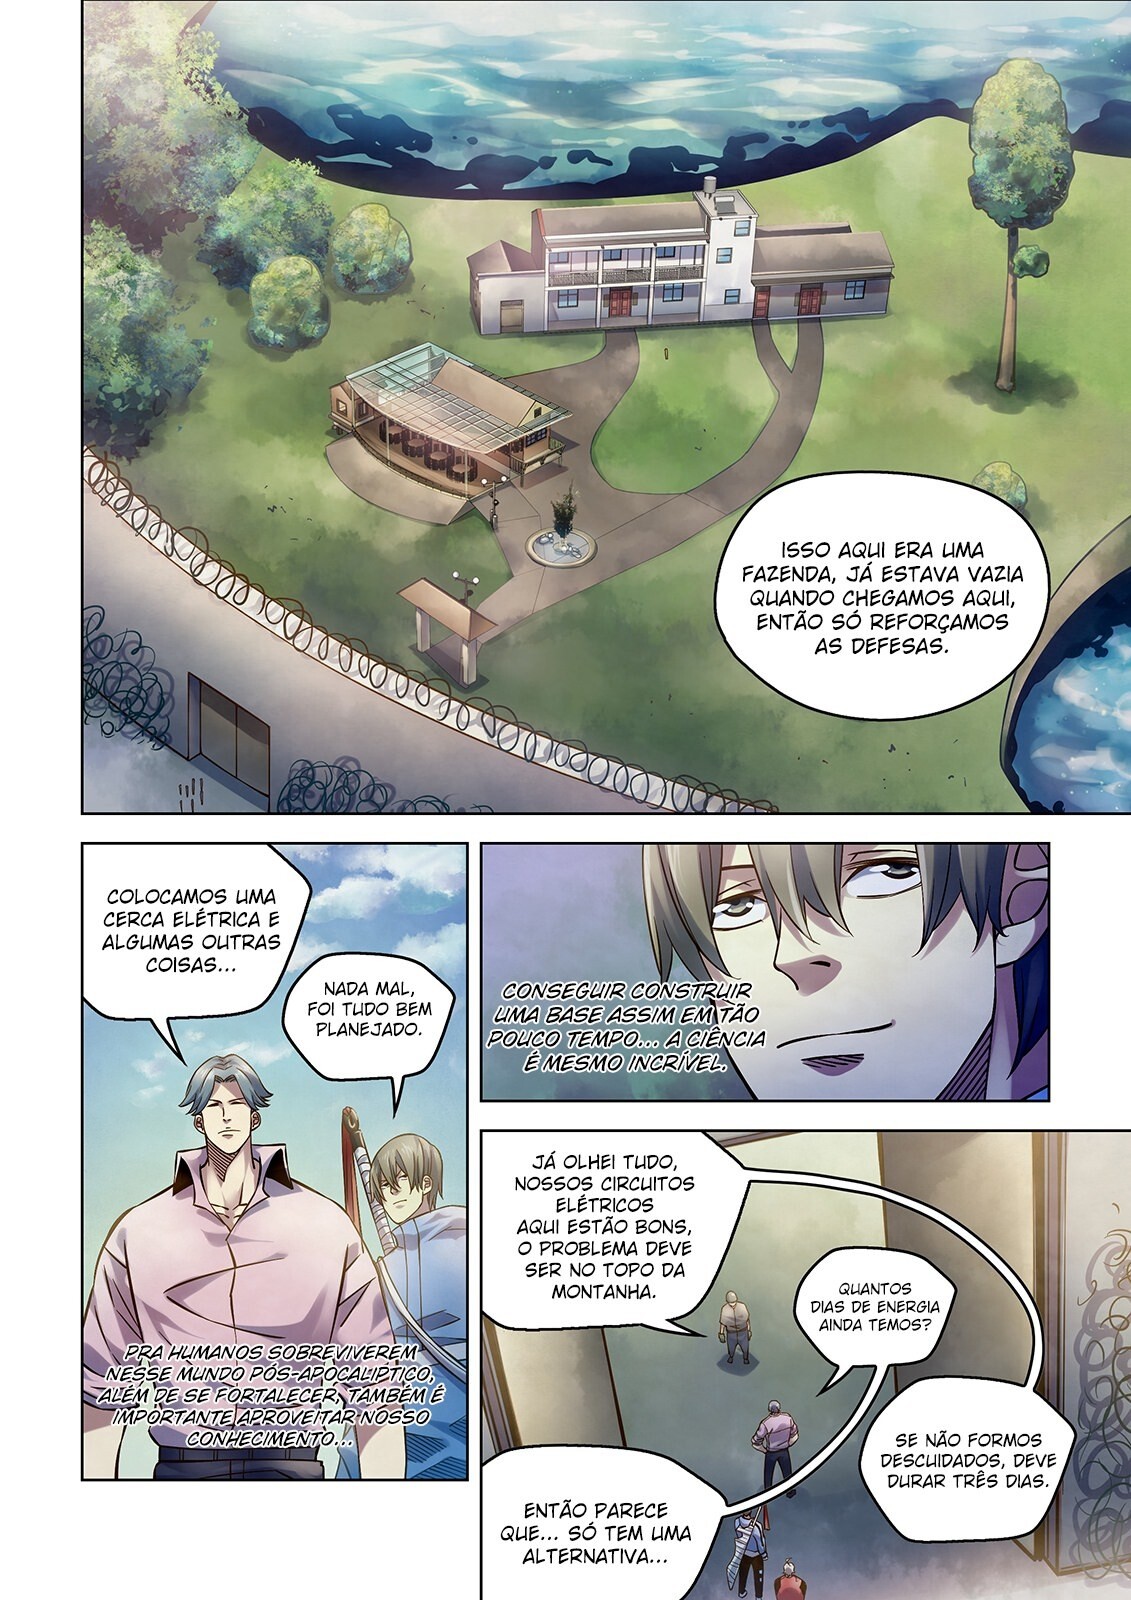 ISSO AQUI ERA UMA
FAZENDA, JÁ ESTAVA VAZIA
QUANDO CHEGAMOS AQUI,
ENTÃO SÓ REFORÇAMOS
AS DEFESAS.
COLOCAMOS UMA
CERCA ELÉTRICA E
ALGUMAS OUTRAS
COISAS...
NADA MAL,
FOI TUDO BEM
PLANEJADO.
PRA HUMANOS SOBREVIVEREM
NESSE MUNDO PÓS-APOCALIPTICO,
ALÉM DE SE FORTALECER, TAMBÉM É
IMPORTANTE APROVEITAR NOSSO
CONHECIMENTO...
CONSEGUIR CONSTRUIR
UMA BASE ASSIM EM TÃO
POUCO TEMPO... A CIÊNCIA
É MESMO INCRÍVEL.
JÁ OLHEI TUDO,
NOSSOS CIRCUITOS
ELÉTRICOS
AQUI ESTÃO BONS,
O PROBLEMA DEVE
SER NO TOPO DA
MONTANHA.
QUANTOS
DIAS DE ENERGIA
AINDA TEMOS?
SE NÃO FORMOS
DESCUIDADOS, DEVE
DURAR TRÊS DIAS.
ENTÃO PARECE
QUE... SÓ TEM UMA
ALTERNATIVA...